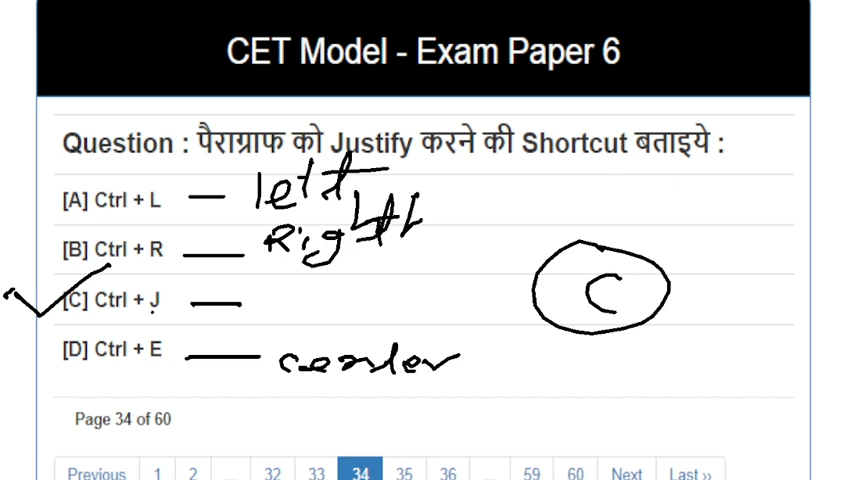 CET Model - Exam Paper 6
Question : पैराग्राफ को Justify करने की Shortcut बताइये :
[A] Ctrl + L — left
[B] Ctrl + R — Right
[C] Ctrl + J —
C
[D] Ctrl + E — center
Page 34 of 60
Previous 1 2 ... 32 33 34 35 36 ... 59 60 Next Last ››